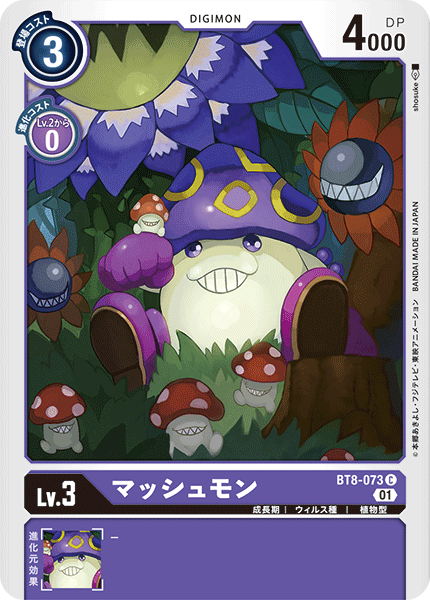 登場コスト
3
DIGIMON
DP
4000
進化コスト
Lv.2から
0
shosuke
©本郷あきよし・フジテレビ・東映アニメーション BANDAI MADE IN JAPAN
Lv.3
マッシュモン
BT8-073 C
01
成長期 | ウィルス種 | 植物型
進化元効果
–